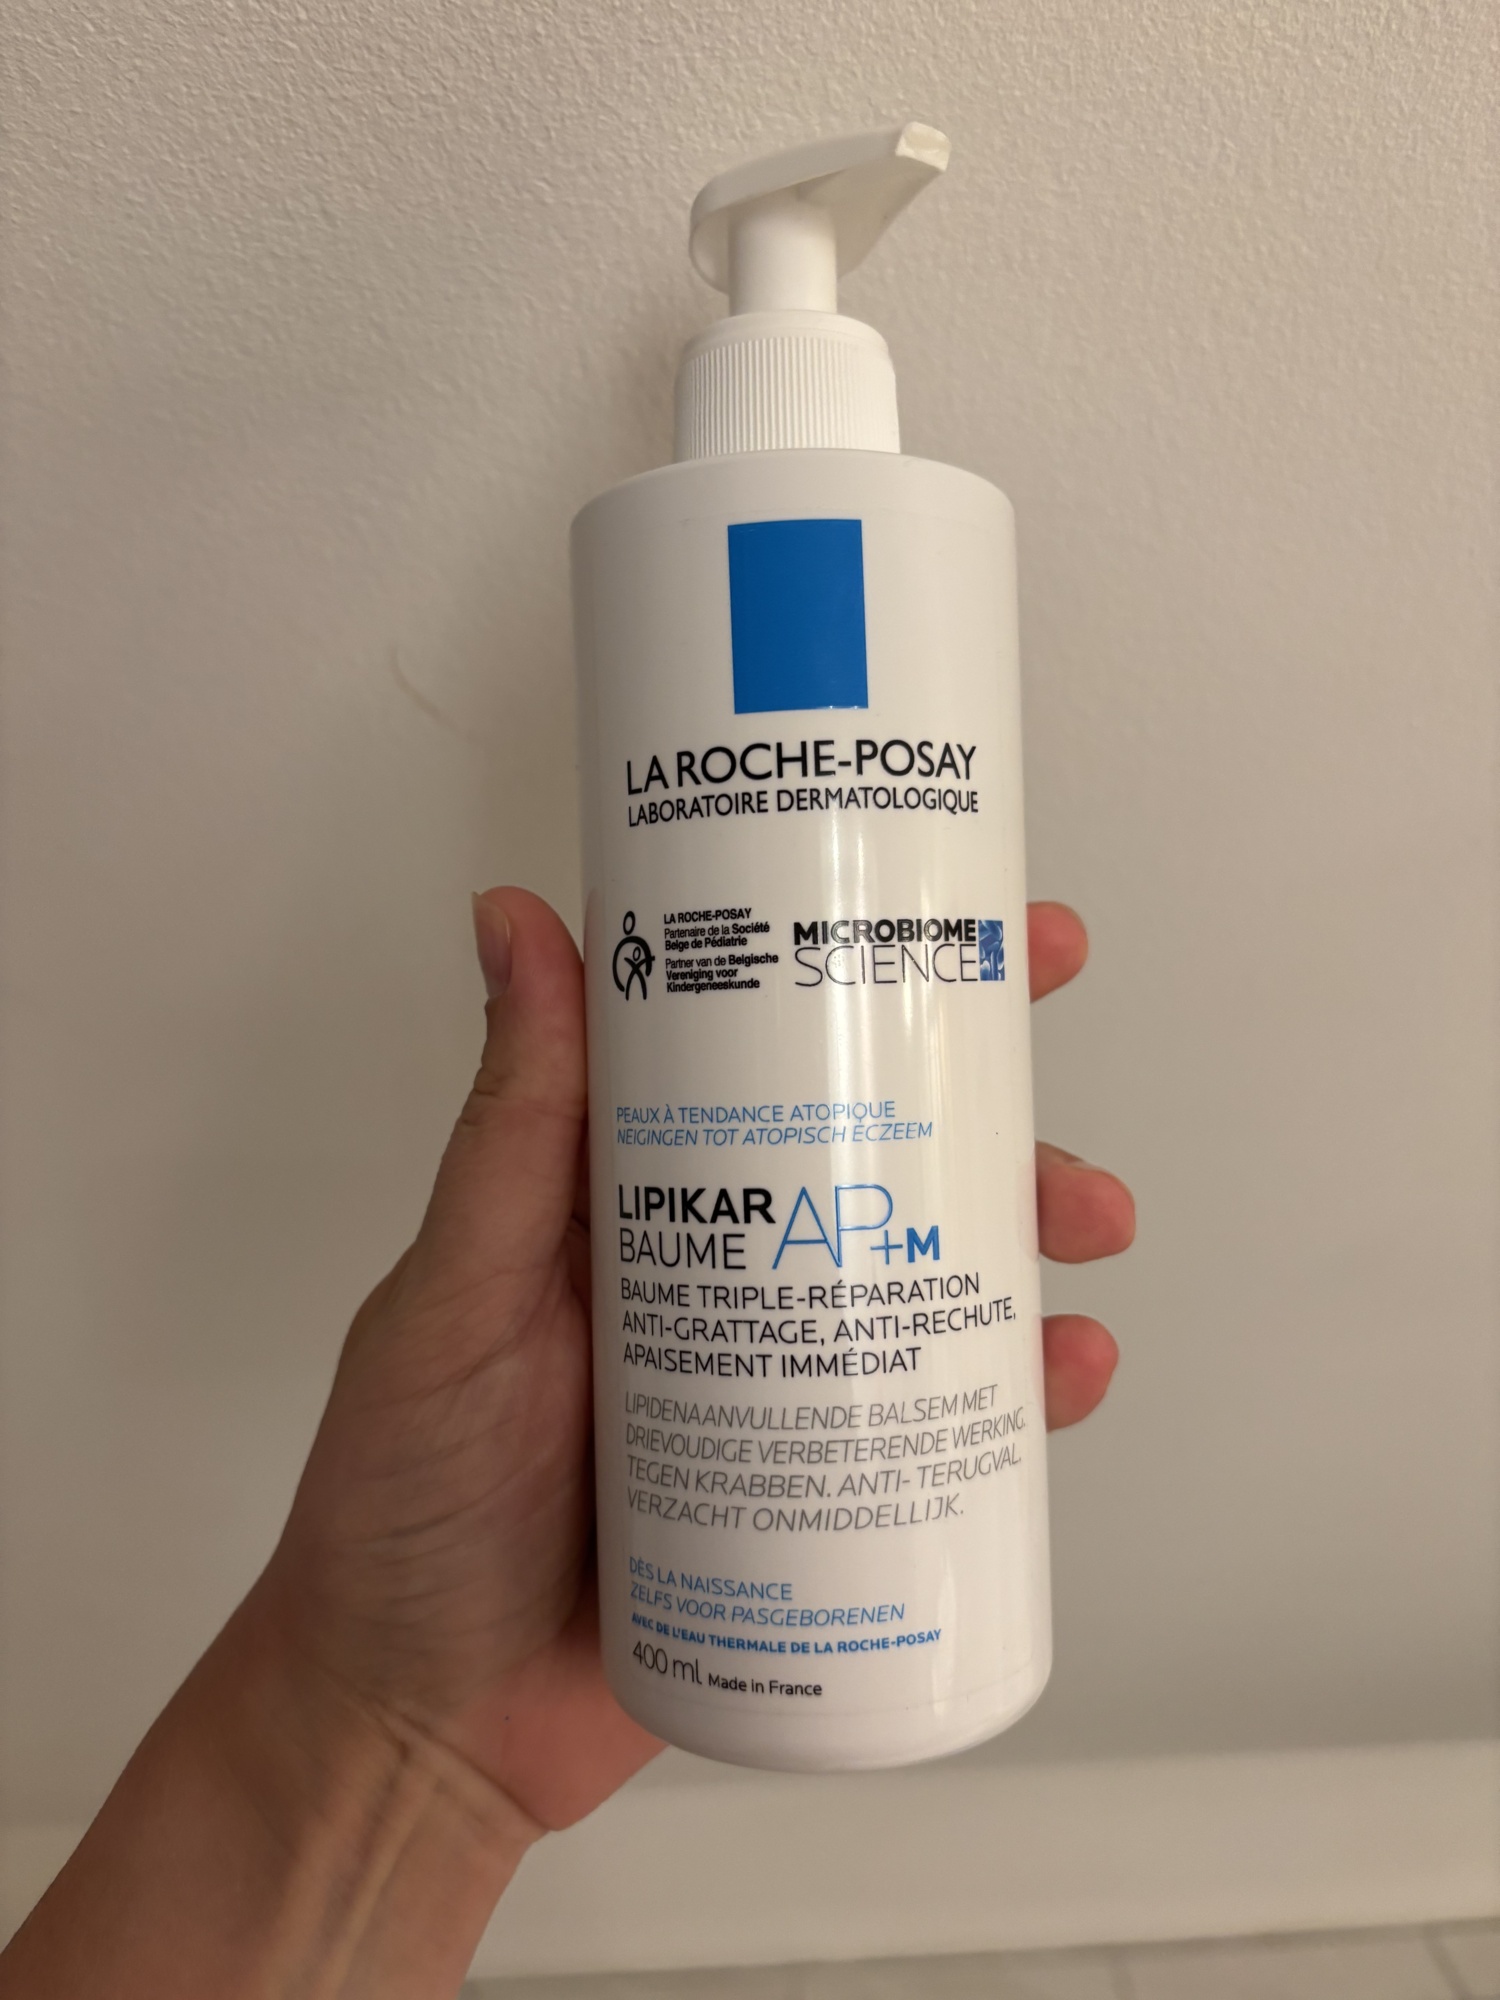 LA ROCHE-POSAY
LABORATOIRE DERMATOLOGIQUE
LA ROCHE-POSAY
Partenaire de la Société
Belge de Pédiatrie
Partner van de Belgische
Vereniging voor
Kindergeneeskunde
MICROBIOME
SCIENCE
PEAUX À TENDANCE ATOPIQUE
NEIGINGEN TOT ATOPISCH ECZEEM
LIPIKAR
BAUME AP+M
BAUME TRIPLE-RÉPARATION
ANTI-GRATTAGE, ANTI-RECHUTE,
APAISEMENT IMMÉDIAT
LIPIDENAANVULLENDE BALSEM MET
DRIEVOUDIGE VERBETERENDE WERKING.
TEGEN KRABBEN. ANTI- TERUGVAL.
VERZACHT ONMIDDELLIJK.
DÈS LA NAISSANCE
ZELFS VOOR PASGEBORENEN
AVEC DE L'EAU THERMALE DE LA ROCHE-POSAY
400 ml Made in France